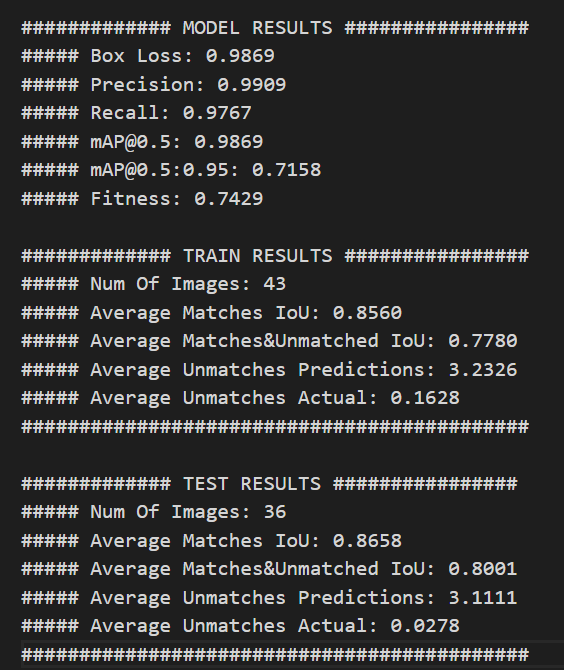 ############# MODEL RESULTS ################
##### Box Loss: 0.9869
##### Precision: 0.9909
##### Recall: 0.9767
##### mAP@0.5: 0.9869
##### mAP@0.5:0.95: 0.7158
##### Fitness: 0.7429
############# TRAIN RESULTS ################
##### Num Of Images: 43
##### Average Matches IoU: 0.8560
##### Average Matches&Unmatched IoU: 0.7780
##### Average Unmatches Predictions: 3.2326
##### Average Unmatches Actual: 0.1628
############################################
############# TEST RESULTS ################
##### Num Of Images: 36
##### Average Matches IoU: 0.8658
##### Average Matches&Unmatched IoU: 0.8001
##### Average Unmatches Predictions: 3.1111
##### Average Unmatches Actual: 0.0278
############################################